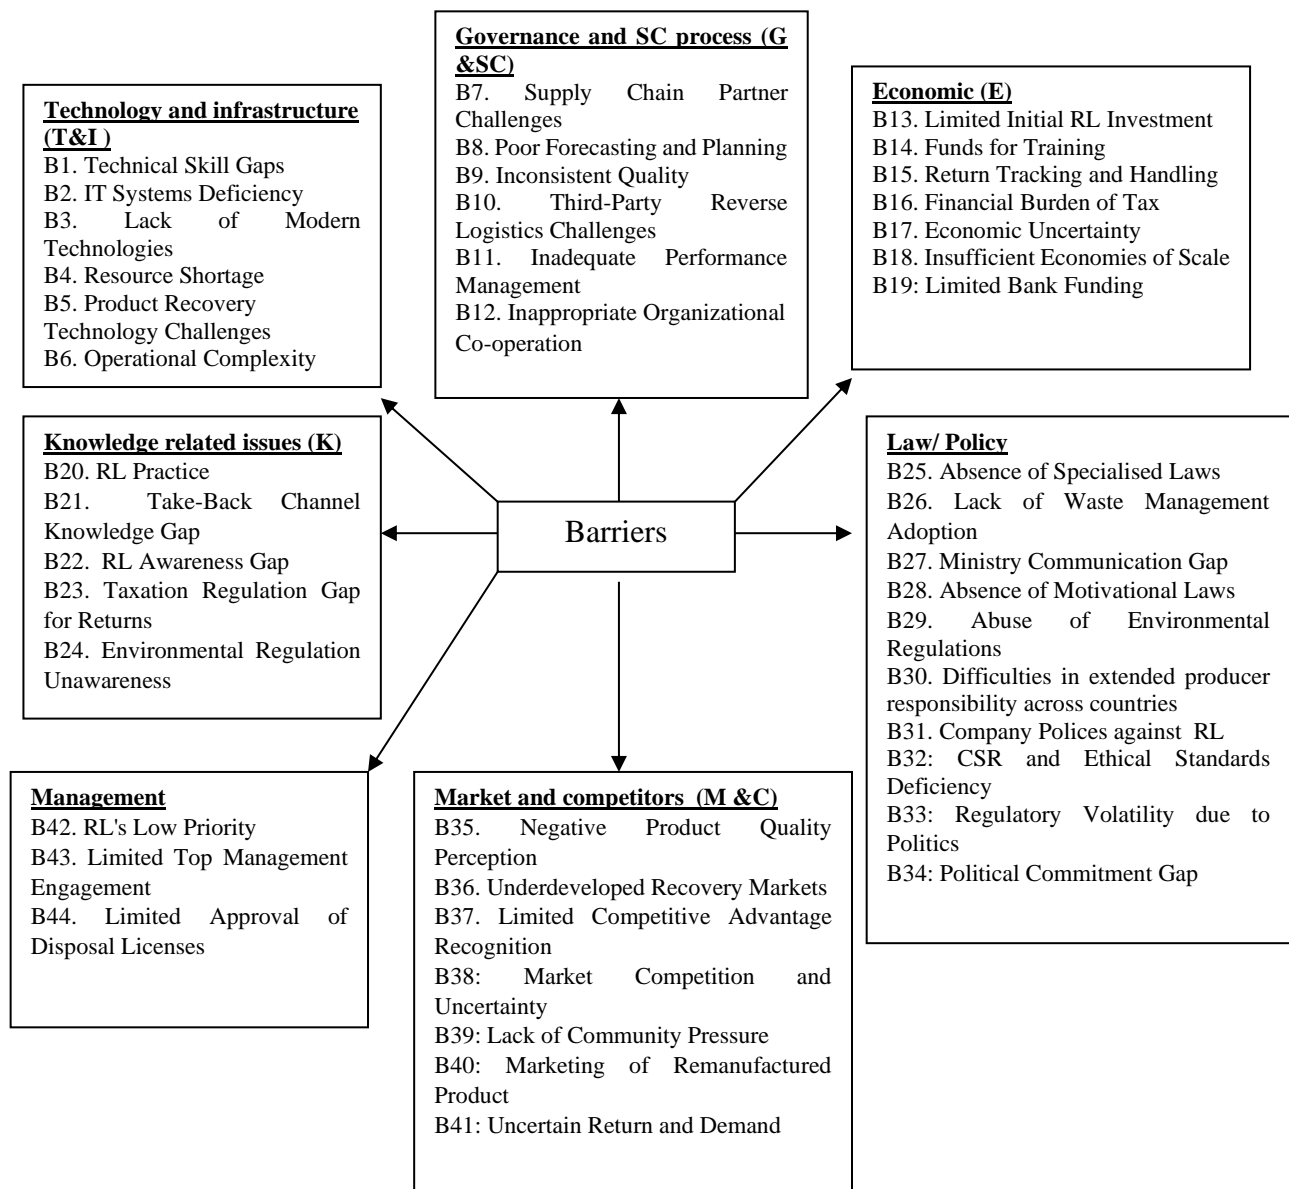 Technology and infrastructure
(T&I )
B1. Technical Skill Gaps
B2. IT Systems Deficiency
B3. Lack of Modern
Technologies
B4. Resource Shortage
B5. Product Recovery
Technology Challenges
B6. Operational Complexity
Governance and SC process (G
&SC)
B7. Supply Chain Partner
Challenges
B8. Poor Forecasting and Planning
B9. Inconsistent Quality
B10. Third-Party Reverse
Logistics Challenges
B11. Inadequate Performance
Management
B12. Inappropriate Organizational
Co-operation
Economic (E)
B13. Limited Initial RL Investment
B14. Funds for Training
B15. Return Tracking and Handling
B16. Financial Burden of Tax
B17. Economic Uncertainty
B18. Insufficient Economies of Scale
B19: Limited Bank Funding
Knowledge related issues (K)
B20. RL Practice
B21. Take-Back Channel
Knowledge Gap
B22. RL Awareness Gap
B23. Taxation Regulation Gap
for Returns
B24. Environmental Regulation
Unawareness
Barriers
Law/ Policy
B25. Absence of Specialised Laws
B26. Lack of Waste Management
Adoption
B27. Ministry Communication Gap
B28. Absence of Motivational Laws
B29. Abuse of Environmental
Regulations
B30. Difficulties in extended producer
responsibility across countries
B31. Company Polices against RL
B32: CSR and Ethical Standards
Deficiency
B33: Regulatory Volatility due to
Politics
B34: Political Commitment Gap
Management
B42. RL's Low Priority
B43. Limited Top Management
Engagement
B44. Limited Approval of
Disposal Licenses
Market and competitors (M &C)
B35. Negative Product Quality
Perception
B36. Underdeveloped Recovery Markets
B37. Limited Competitive Advantage
Recognition
B38: Market Competition and
Uncertainty
B39: Lack of Community Pressure
B40: Marketing of Remanufactured
Product
B41: Uncertain Return and Demand